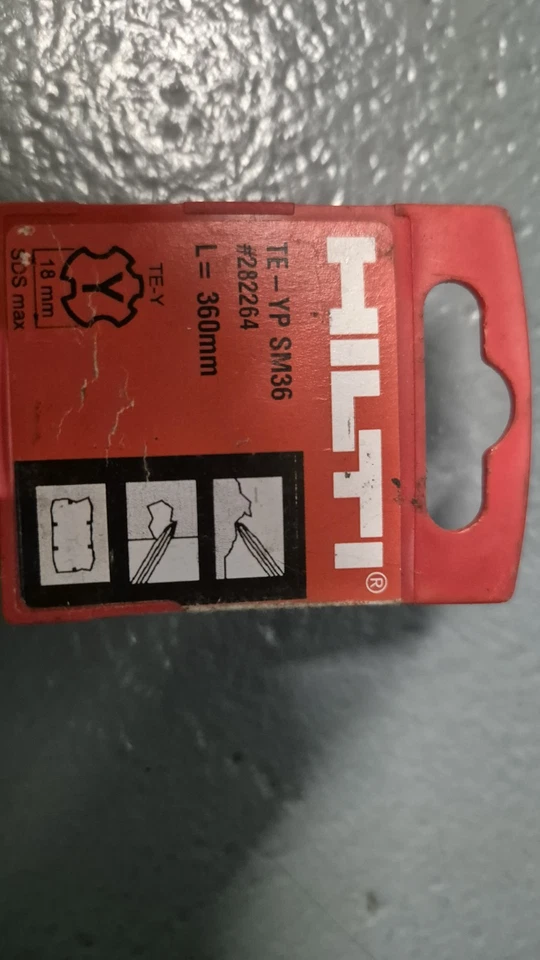 HILTI®
TE – YP SM36
#282264
L = 360mm
TE-Y
Y
18 mm
SDS max